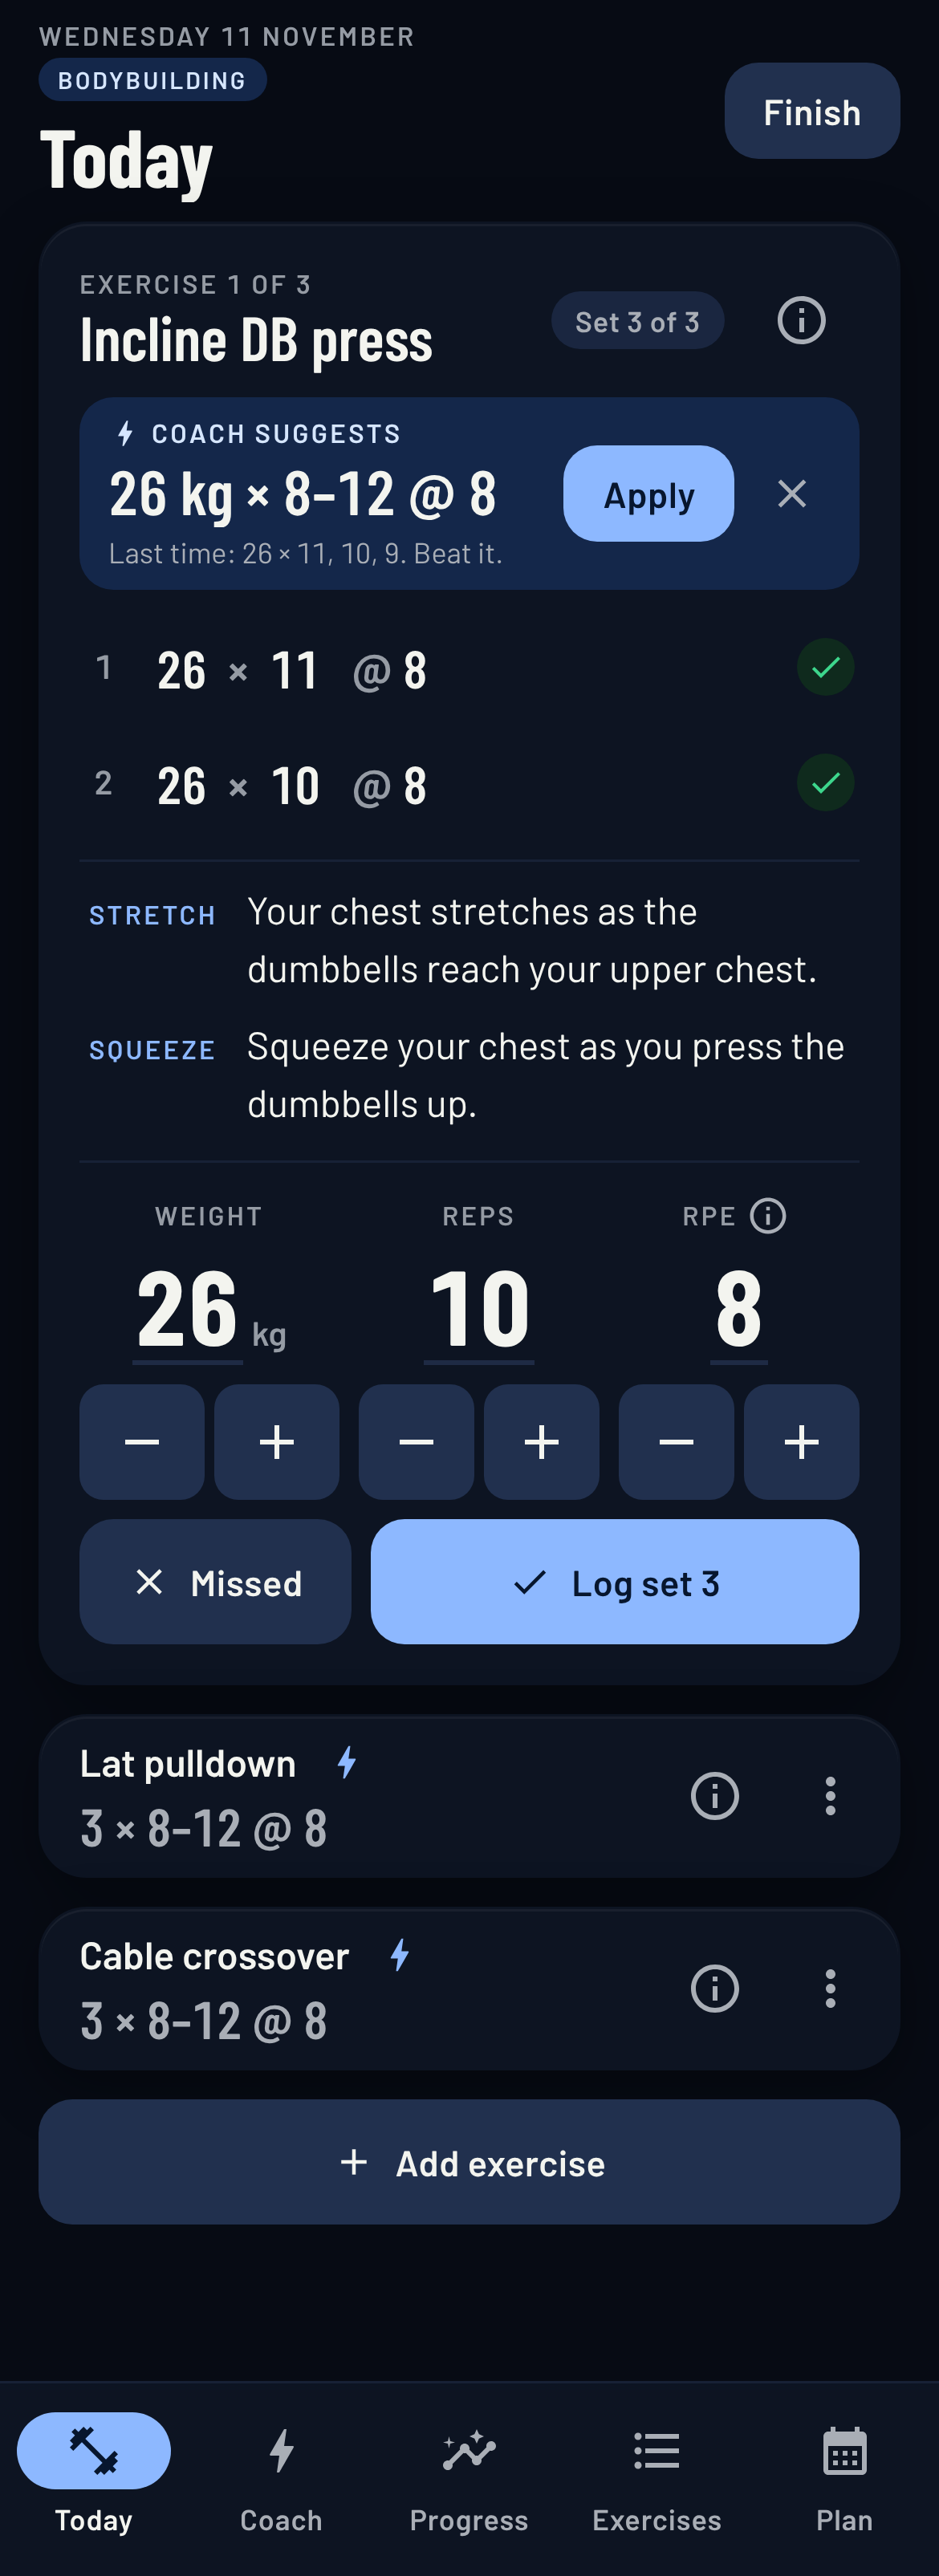 WEDNESDAY 11 NOVEMBER
BODYBUILDING
Today
Finish
EXERCISE 1 OF 3
Incline DB press
Set 3 of 3
COACH SUGGESTS
26 kg × 8–12 @ 8
Last time: 26 × 11, 10, 9. Beat it.
Apply
1 26 × 11 @ 8
2 26 × 10 @ 8
STRETCH Your chest stretches as the
dumbbells reach your upper chest.
SQUEEZE Squeeze your chest as you press the
dumbbells up.
WEIGHT REPS RPE
26 kg 10 8
Missed
Log set 3
Lat pulldown
3 × 8–12 @ 8
Cable crossover
3 × 8–12 @ 8
Add exercise
Today Coach Progress Exercises Plan